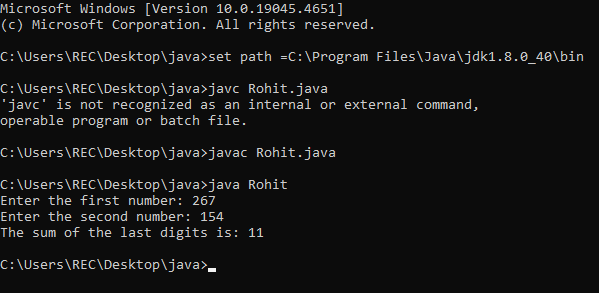 Microsoft Windows [Version 10.0.19045.4651]
(c) Microsoft Corporation. All rights reserved.
C:\Users\REC\Desktop\java>set path =C:\Program Files\Java\jdk1.8.0_40\bin
C:\Users\REC\Desktop\java>javc Rohit.java
'javc' is not recognized as an internal or external command,
operable program or batch file.
C:\Users\REC\Desktop\java>javac Rohit.java
C:\Users\REC\Desktop\java>java Rohit
Enter the first number: 267
Enter the second number: 154
The sum of the last digits is: 11
C:\Users\REC\Desktop\java>